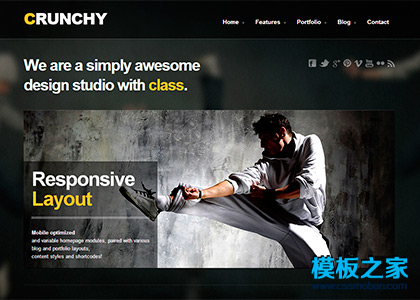 CRUNCHY
Home Features Portfolio Blog Contact
We are a simply awesome
design studio with class.
Responsive
Layout
Mobile optimized
and variable homepage modules, paired with various
blog and portfolio layouts,
content styles and shortcodes!
模板之家